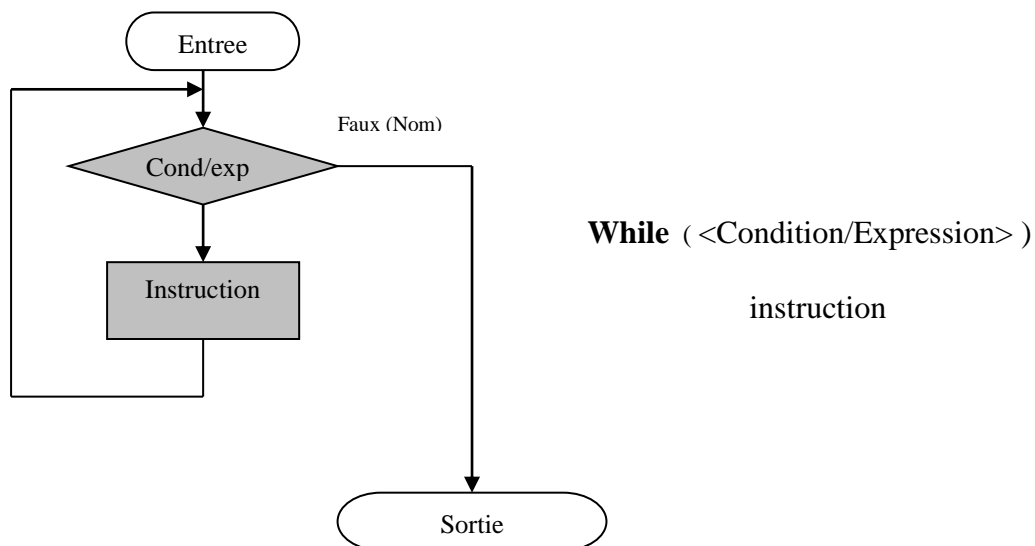 Entree
Faux (Nom)
Cond/exp
While ( <Condition/Expression> )
Instruction
instruction
Sortie